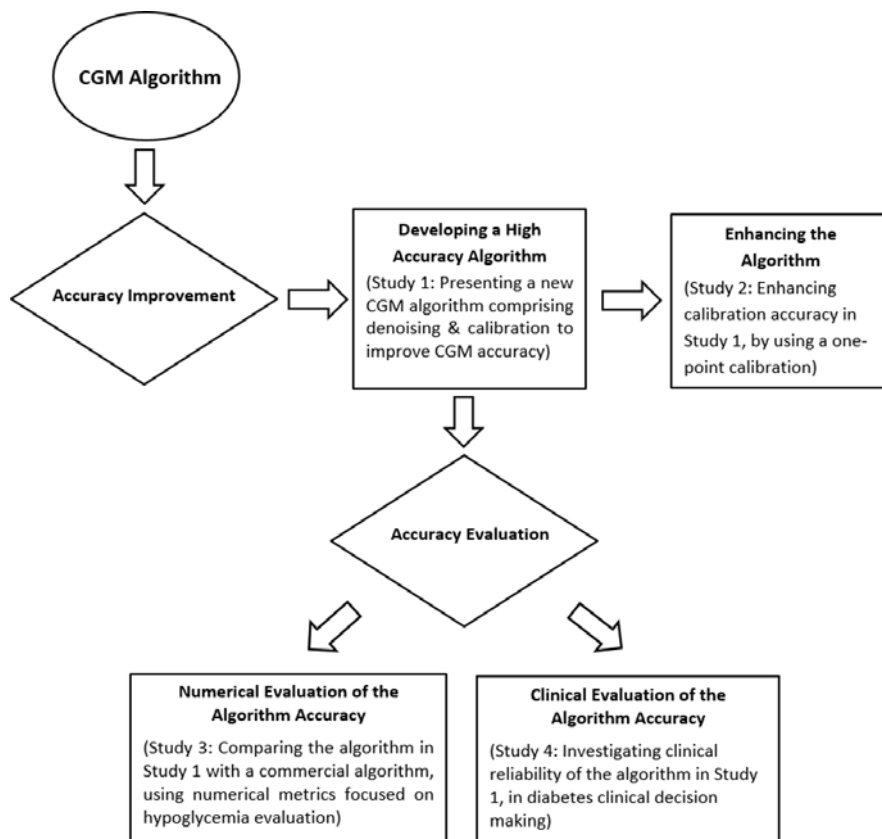 CGM Algorithm
Accuracy Improvement
Developing a High
Accuracy Algorithm
(Study 1: Presenting a new
CGM algorithm comprising
denoising & calibration to
improve CGM accuracy)
Enhancing the
Algorithm
(Study 2: Enhancing
calibration accuracy in
Study 1, by using a one-
point calibration)
Accuracy Evaluation
Numerical Evaluation of the
Algorithm Accuracy
(Study 3: Comparing the algorithm in
Study 1 with a commercial algorithm,
using numerical metrics focused on
hypoglycemia evaluation)
Clinical Evaluation of the
Algorithm Accuracy
(Study 4: Investigating clinical
reliability of the algorithm in Study
1, in diabetes clinical decision
making)